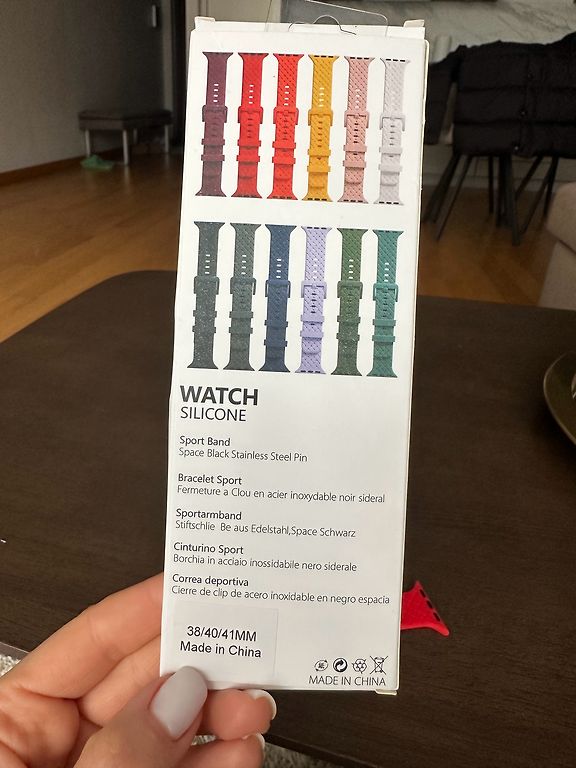 WATCH
SILICONE
Sport Band
Space Black Stainless Steel Pin
Bracelet Sport
Fermeture a Clou en acier inoxydable noir sideral
Sportarmband
Stiftschlie Be aus Edelstahl,Space Schwarz
Cinturino Sport
Borchia in acciaio inossidabile nero siderale
Correa deportiva
Cierre de clip de acero inoxidable en negro espacia
38/40/41MM
Made in China
MADE IN CHINA